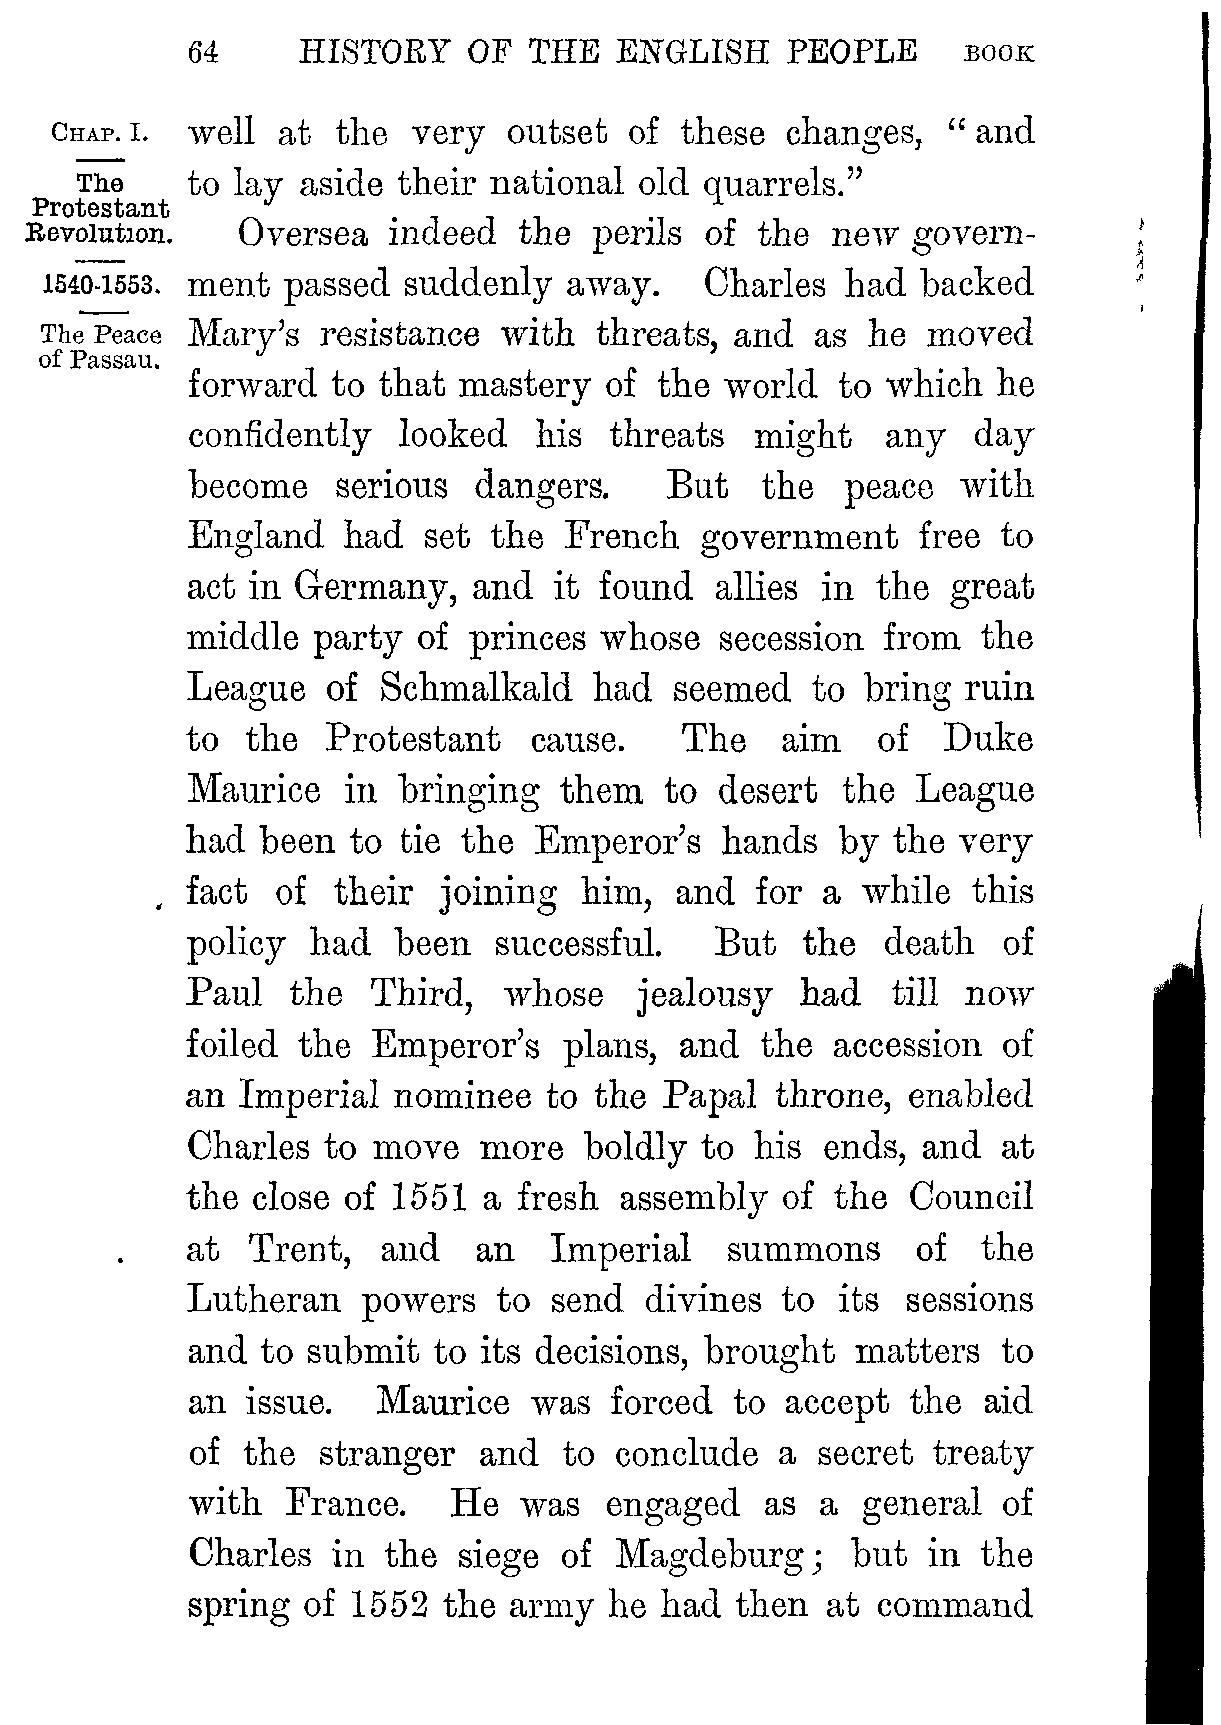 64 HISTORY OF THE ENGLISH PEOPLE BOOK
CHAP. I.
The
Protestant
Revolution.
1540-1553.
The Peace
of Passau.
well at the very outset of these changes, “and
to lay aside their national old quarrels.”
Oversea indeed the perils of the new govern-
ment passed suddenly away. Charles had backed
Mary’s resistance with threats, and as he moved
forward to that mastery of the world to which he
confidently looked his threats might any day
become serious dangers. But the peace with
England had set the French government free to
act in Germany, and it found allies in the great
middle party of princes whose secession from the
League of Schmalkald had seemed to bring ruin
to the Protestant cause. The aim of Duke
Maurice in bringing them to desert the League
had been to tie the Emperor’s hands by the very
fact of their joining him, and for a while this
policy had been successful. But the death of
Paul the Third, whose jealousy had till now
foiled the Emperor’s plans, and the accession of
an Imperial nominee to the Papal throne, enabled
Charles to move more boldly to his ends, and at
the close of 1551 a fresh assembly of the Council
at Trent, and an Imperial summons of the
Lutheran powers to send divines to its sessions
and to submit to its decisions, brought matters to
an issue. Maurice was forced to accept the aid
of the stranger and to conclude a secret treaty
with France. He was engaged as a general of
Charles in the siege of Magdeburg; but in the
spring of 1552 the army he had then at command